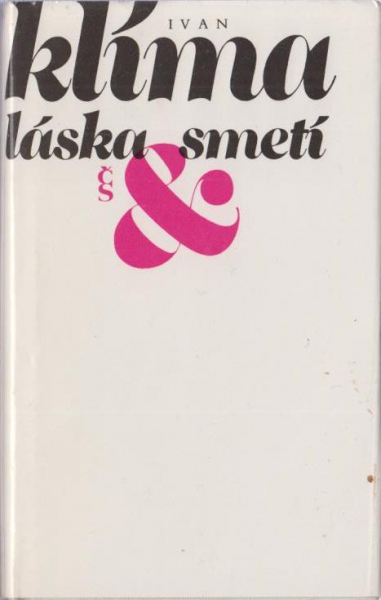 IVAN
klíma
láska & smetí
čs